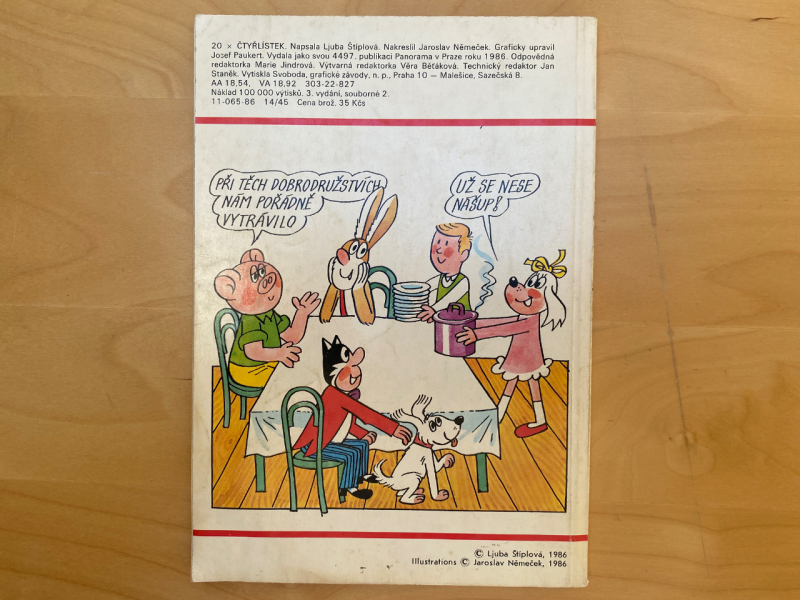 20 × ČTYŘLÍSTEK. Napsala Ljuba Štíplová. Nakreslil Jaroslav Němeček. Graficky upravil
Josef Paukert. Vydala jako svou 4497. publikaci Panorama v Praze roku 1986. Odpovědná
redaktorka Marie Jindrová. Výtvarná redaktorka Věra Běťáková. Technický redaktor Jan
Staněk. Vytiskla Svoboda, grafické závody, n. p., Praha 10 — Malešice, Sazečská 8.
AA 18,54, VA 18,92 303-22-827
Náklad 100 000 výtisků. 3. vydání, souborné 2.
11-065-86 14/45 Cena brož. 35 Kčs
PŘI TĚCH DOBRODRUŽSTVÍCH
NÁM POŘÁDNĚ
VYTRÁVILO
UŽ SE NESE
NAŠUP!
© Ljuba Štíplová, 1986
Illustrations © Jaroslav Němeček, 1986